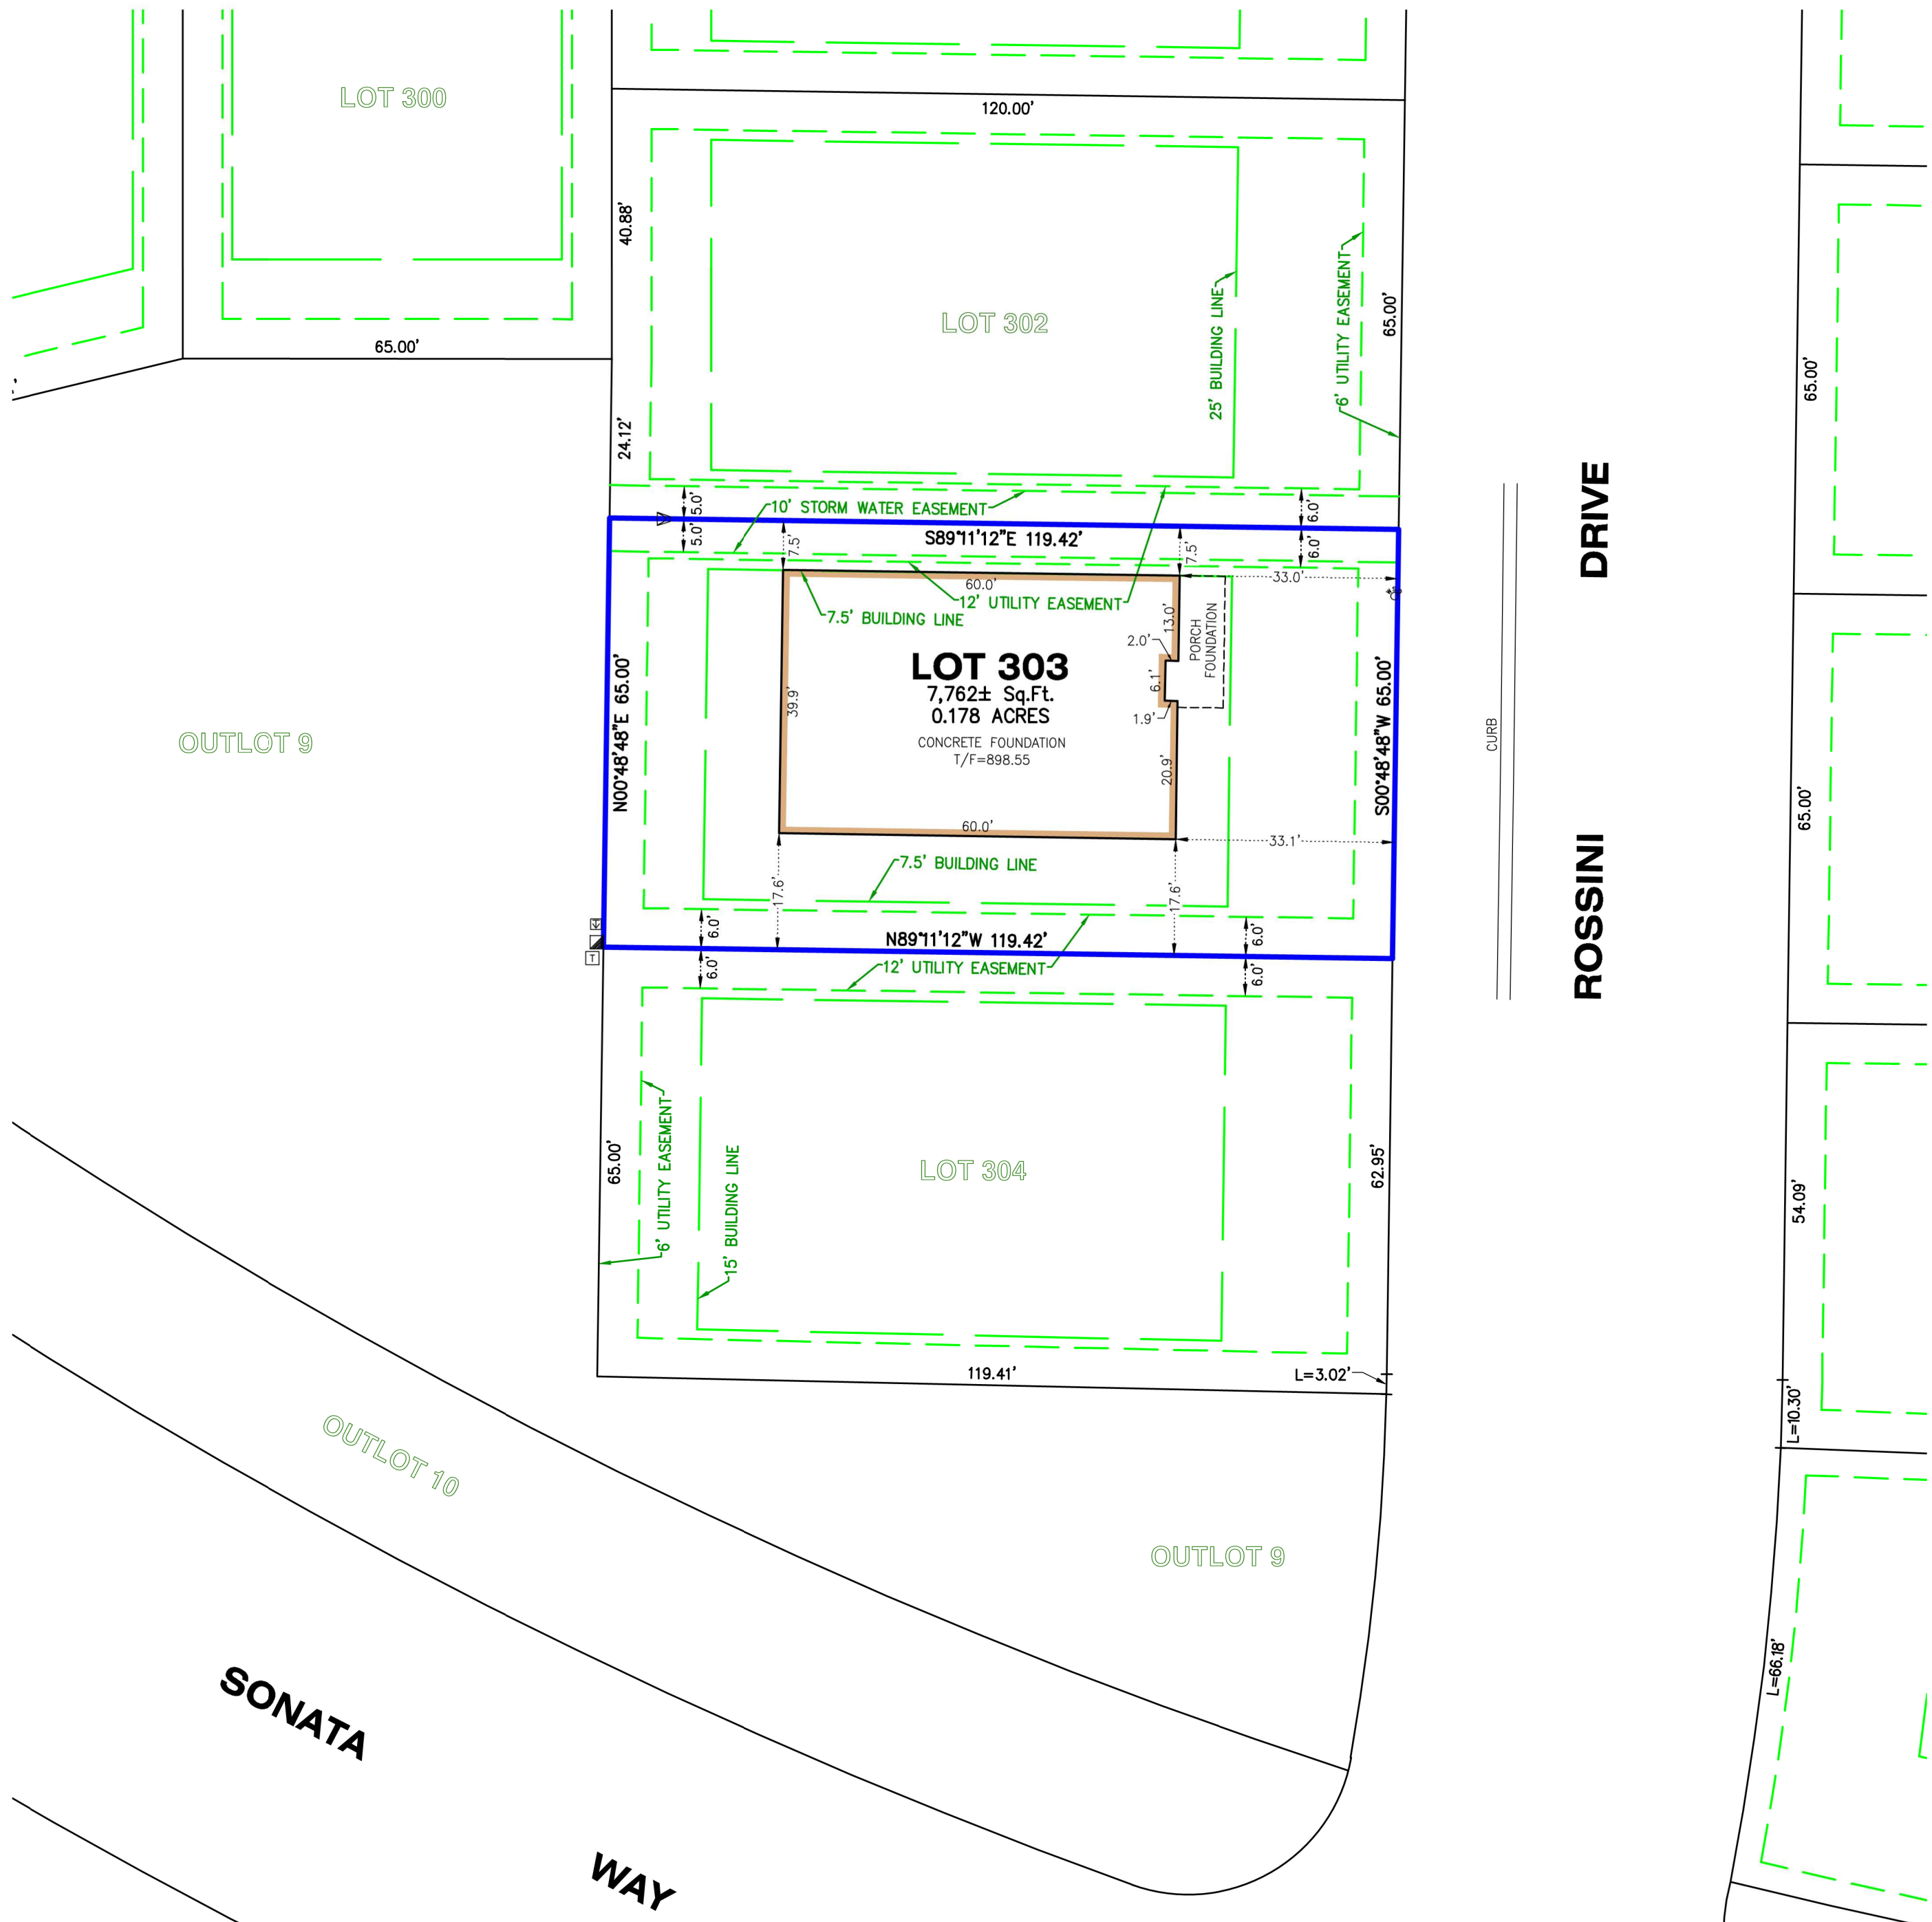 LOT 300
120.00'
40.88'
LOT 302
25' BUILDING LINE
6' UTILITY EASEMENT
65.00'
65.00'
65.00'
24.12'
DRIVE
5.0'
10' STORM WATER EASEMENT
6.0'
5.0'
7.5'
S89°11'12"E 119.42'
7.5'
6.0'
60.0'
33.0'
12' UTILITY EASEMENT
7.5' BUILDING LINE
13.0'
PORCH
FOUNDATION
2.0'
LOT 303
7,762± Sq.Ft.
0.178 ACRES
6.1'
1.9'
39.9'
N00°48'48"E 65.00'
S00°48'48"W 65.00'
CURB
OUTLOT 9
CONCRETE FOUNDATION
T/F=898.55
20.9'
65.00'
60.0'
33.1'
7.5' BUILDING LINE
17.6'
17.6'
ROSSINI
6.0'
N89°11'12"W 119.42'
6.0'
T
6.0'
12' UTILITY EASEMENT
6.0'
65.00'
6' UTILITY EASEMENT
15' BUILDING LINE
LOT 304
62.95'
54.09'
119.41'
L=3.02'
L=10.30'
OUTLOT 10
OUTLOT 9
L=66.18'
SONATA
WAY